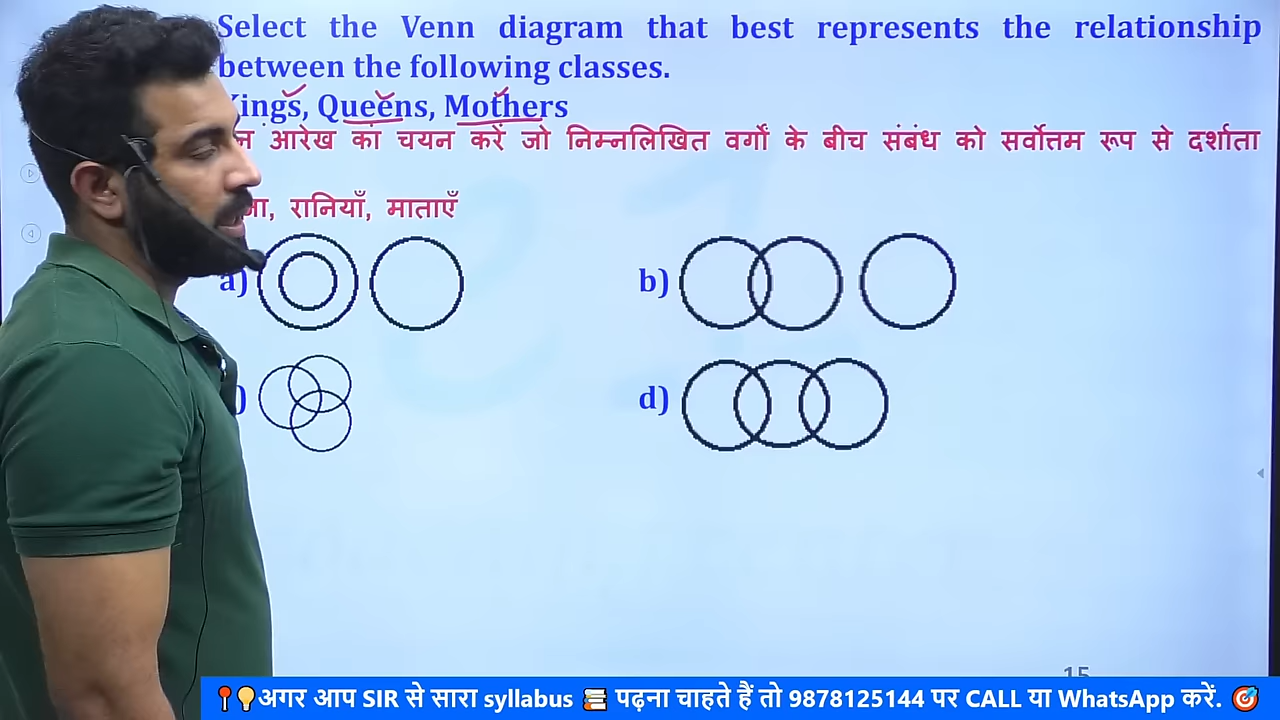 Select the Venn diagram that best represents the relationship
between the following classes.
Kings, Queens, Mothers
आरेख का चयन करें जो निम्नलिखित वर्गों के बीच संबंध को सर्वोत्तम रूप से दर्शाता
रानियाँ, माताएँ
a)
b)
)
d)
15
अगर आप SIR से सारा syllabus पढ़ना चाहते हैं तो 9878125144 पर CALL या WhatsApp करें.